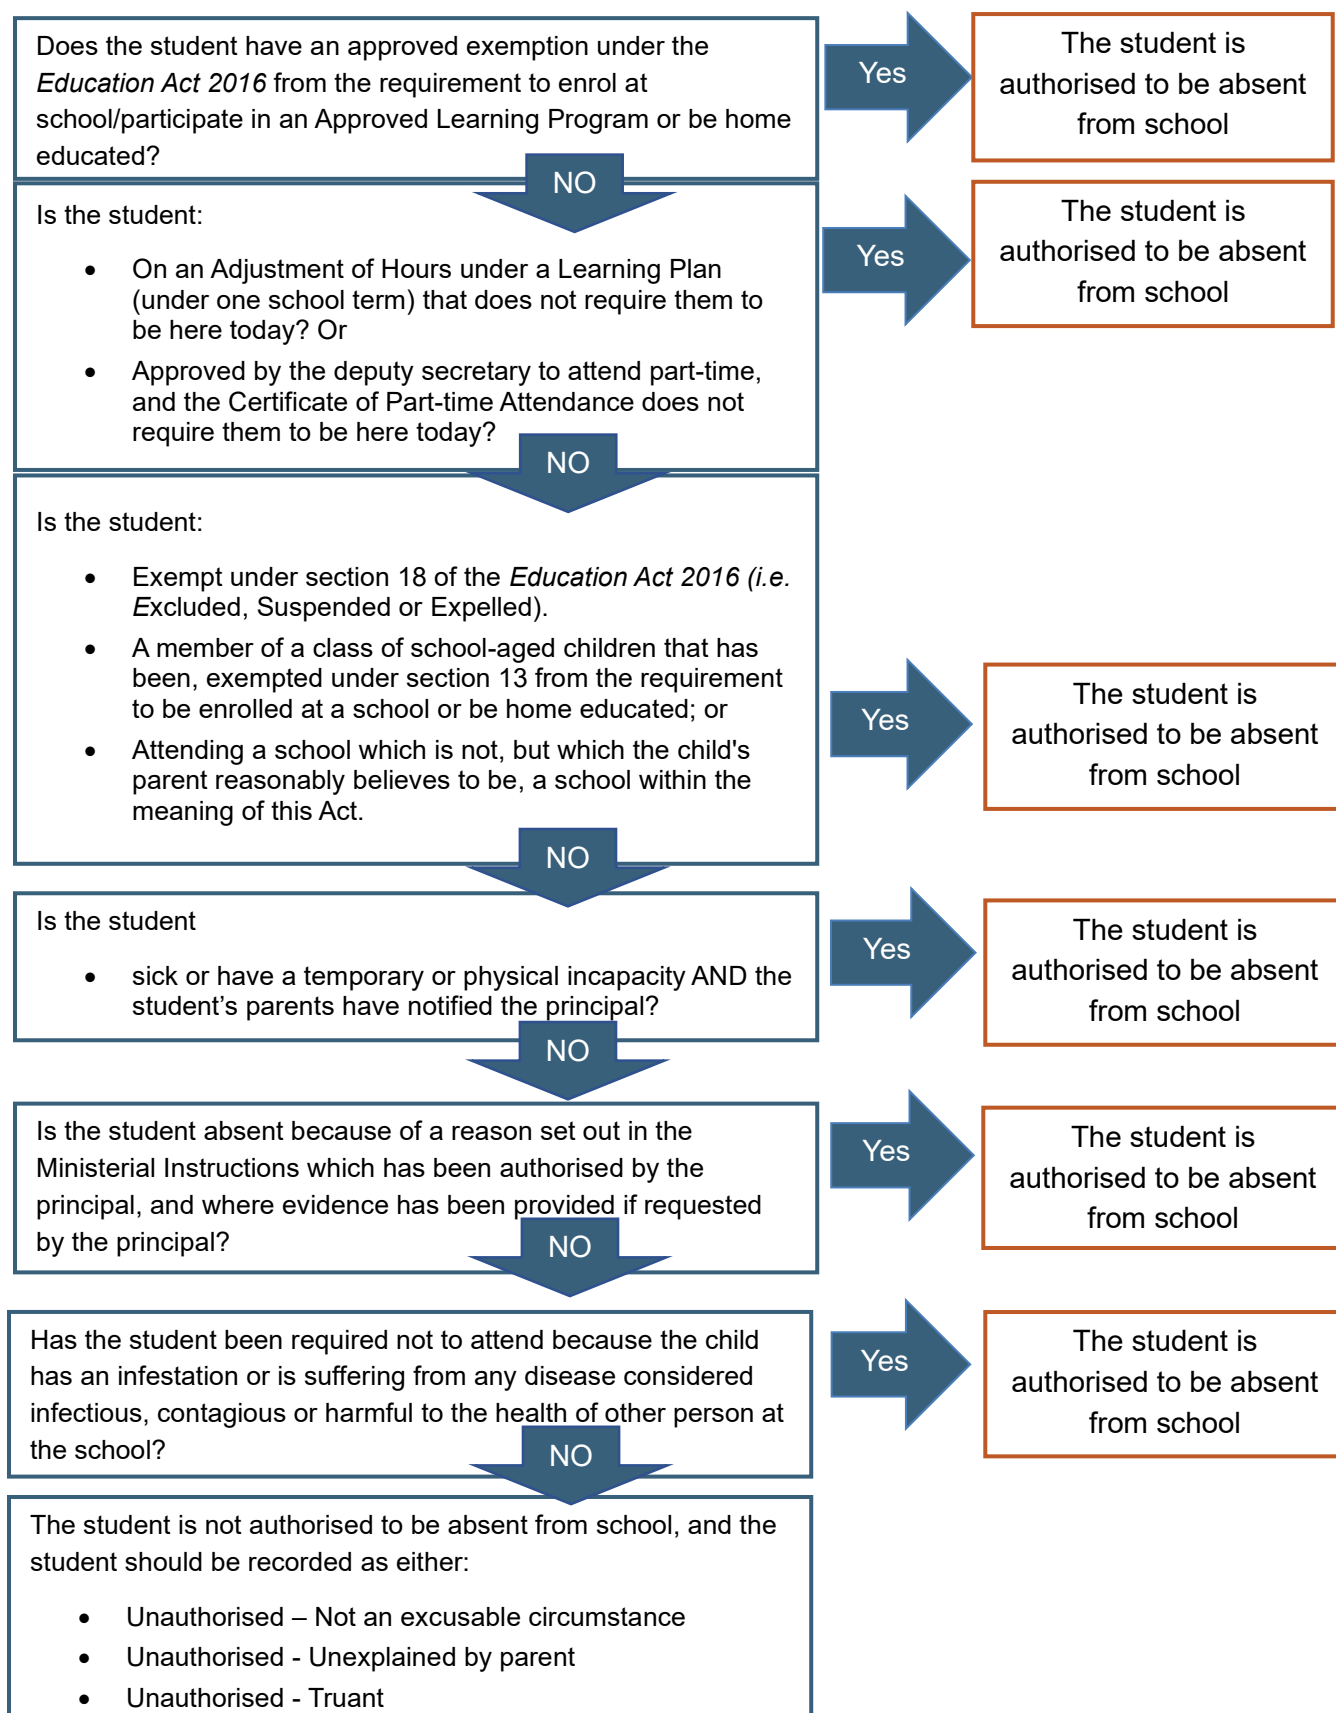 Does the student have an approved exemption under the
Education Act 2016 from the requirement to enrol at
school/participate in an Approved Learning Program or be home
educated?
Yes
The student is
authorised to be absent
from school
NO
Is the student:
• On an Adjustment of Hours under a Learning Plan
(under one school term) that does not require them to
be here today? Or
• Approved by the deputy secretary to attend part-time,
and the Certificate of Part-time Attendance does not
require them to be here today?
Yes
The student is
authorised to be absent
from school
NO
Is the student:
• Exempt under section 18 of the Education Act 2016 (i.e.
Excluded, Suspended or Expelled).
• A member of a class of school-aged children that has
been, exempted under section 13 from the requirement
to be enrolled at a school or be home educated; or
• Attending a school which is not, but which the child's
parent reasonably believes to be, a school within the
meaning of this Act.
Yes
The student is
authorised to be absent
from school
NO
Is the student
• sick or have a temporary or physical incapacity AND the
student’s parents have notified the principal?
Yes
The student is
authorised to be absent
from school
NO
Is the student absent because of a reason set out in the
Ministerial Instructions which has been authorised by the
principal, and where evidence has been provided if requested
by the principal?
Yes
The student is
authorised to be absent
from school
NO
Has the student been required not to attend because the child
has an infestation or is suffering from any disease considered
infectious, contagious or harmful to the health of other person at
the school?
Yes
The student is
authorised to be absent
from school
NO
The student is not authorised to be absent from school, and the
student should be recorded as either:
• Unauthorised – Not an excusable circumstance
• Unauthorised - Unexplained by parent
• Unauthorised - Truant